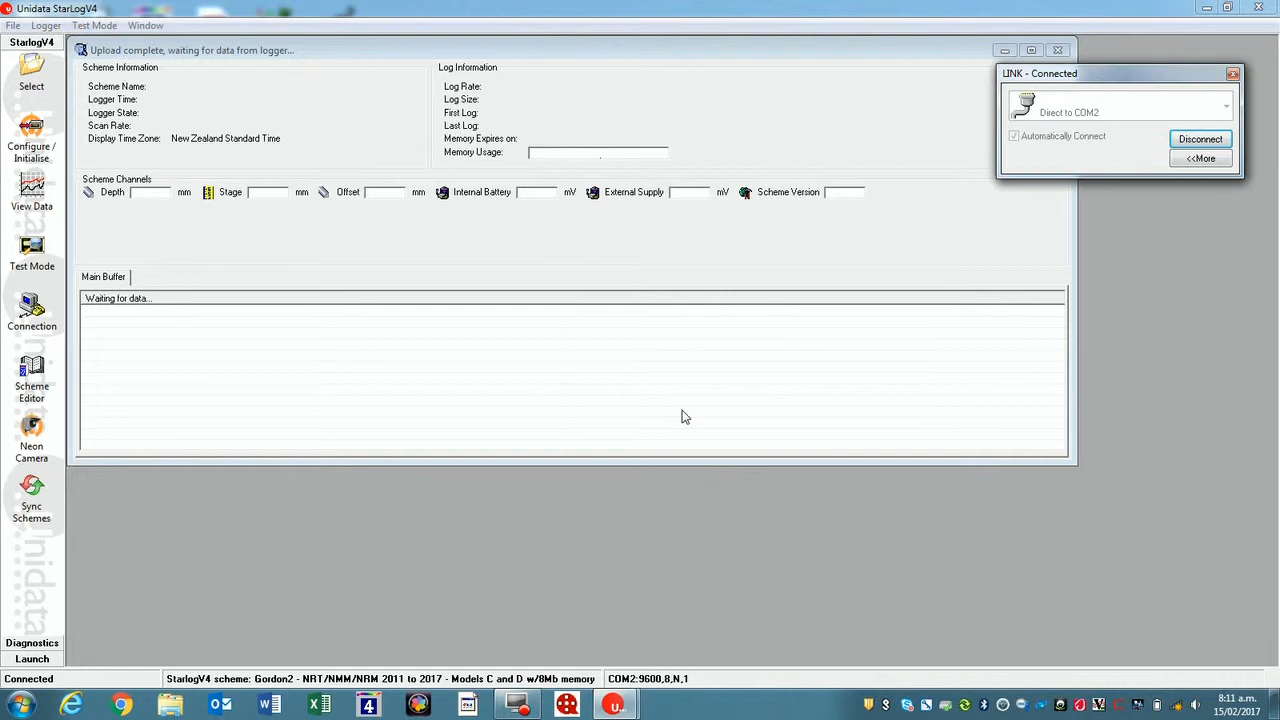 Unidata StarLogV4
File Logger Test Mode Window
StarlogV4
Select
Configure /
Initialise
View Data
Test Mode
Connection
Scheme
Editor
Neon
Camera
Sync
Schemes
Unidata
Diagnostics
Launch
Upload complete, waiting for data from logger...
Scheme Information
Scheme Name:
Logger Time:
Logger State:
Scan Rate:
Display Time Zone: New Zealand Standard Time
Log Information
Log Rate:
Log Size:
First Log:
Last Log:
Memory Expires on:
Memory Usage:
Scheme Channels
Depth mm Stage mm Offset mm Internal Battery mV External Supply mV Scheme Version
Main Buffer
Waiting for data...
LINK - Connected
Direct to COM2
Automatically Connect
Disconnect
<<More
Connected StarlogV4 scheme: Gordon2 - NRT/NMM/NRM 2011 to 2017 - Models C and D w/8Mb memory COM2:9600,8,N,1
8:11 a.m.
15/02/2017